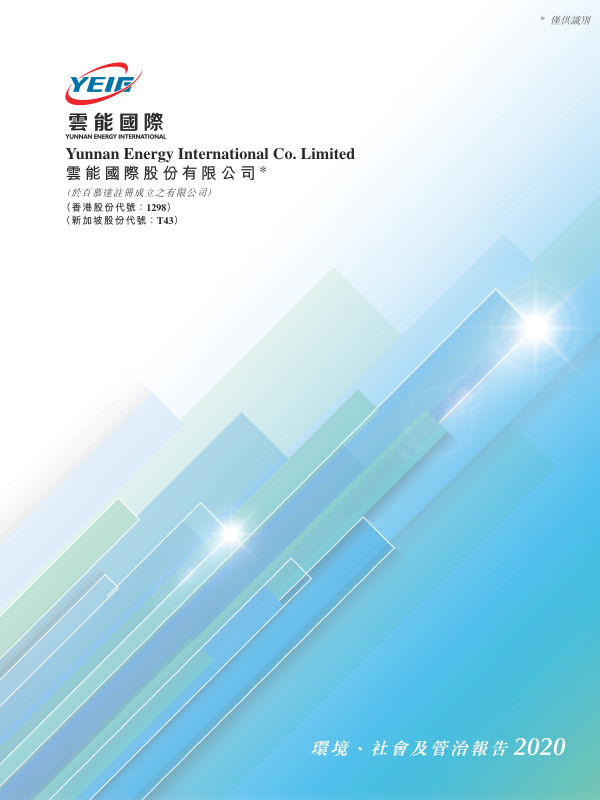 * 僅供識別
YEIG
雲能國際
YUNNAN ENERGY INTERNATIONAL
Yunnan Energy International Co. Limited
雲能國際股份有限公司*
(於百慕達註冊成立之有限公司)
(香港股份代號：1298)
(新加坡股份代號：T43)
環境、社會及管治報告 2020